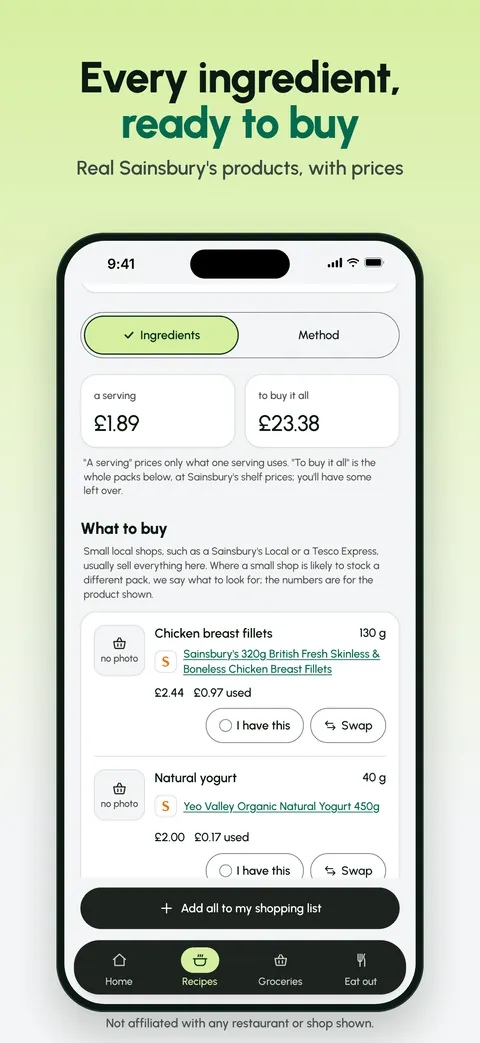 Every ingredient,
ready to buy
Real Sainsbury's products, with prices
9:41
Ingredients
Method
a serving
£1.89
to buy it all
£23.38
"A serving" prices only what one serving uses. "To buy it all" is the
whole packs below, at Sainsbury's shelf prices; you'll have some
left over.
What to buy
Small local shops, such as a Sainsbury's Local or a Tesco Express,
usually sell everything here. Where a small shop is likely to stock a
different pack, we say what to look for; the numbers are for the
product shown.
no photo
Chicken breast fillets
130 g
S
Sainsbury's 320g British Fresh Skinless &
Boneless Chicken Breast Fillets
£2.44 £0.97 used
I have this
Swap
no photo
Natural yogurt
40 g
S
Yeo Valley Organic Natural Yogurt 450g
£2.00 £0.17 used
I have this
Swap
Add all to my shopping list
Home
Recipes
Groceries
Eat out
Not affiliated with any restaurant or shop shown.